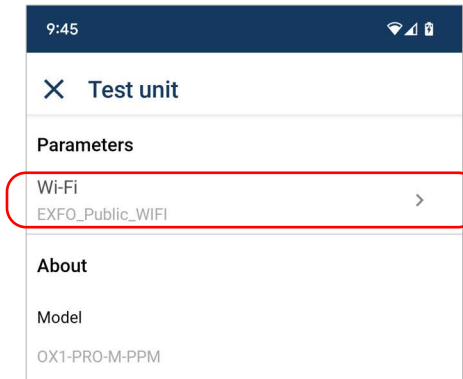 9:45
Test unit
Parameters
Wi-Fi
EXFO_Public_WIFI
About
Model
OX1-PRO-M-PPM